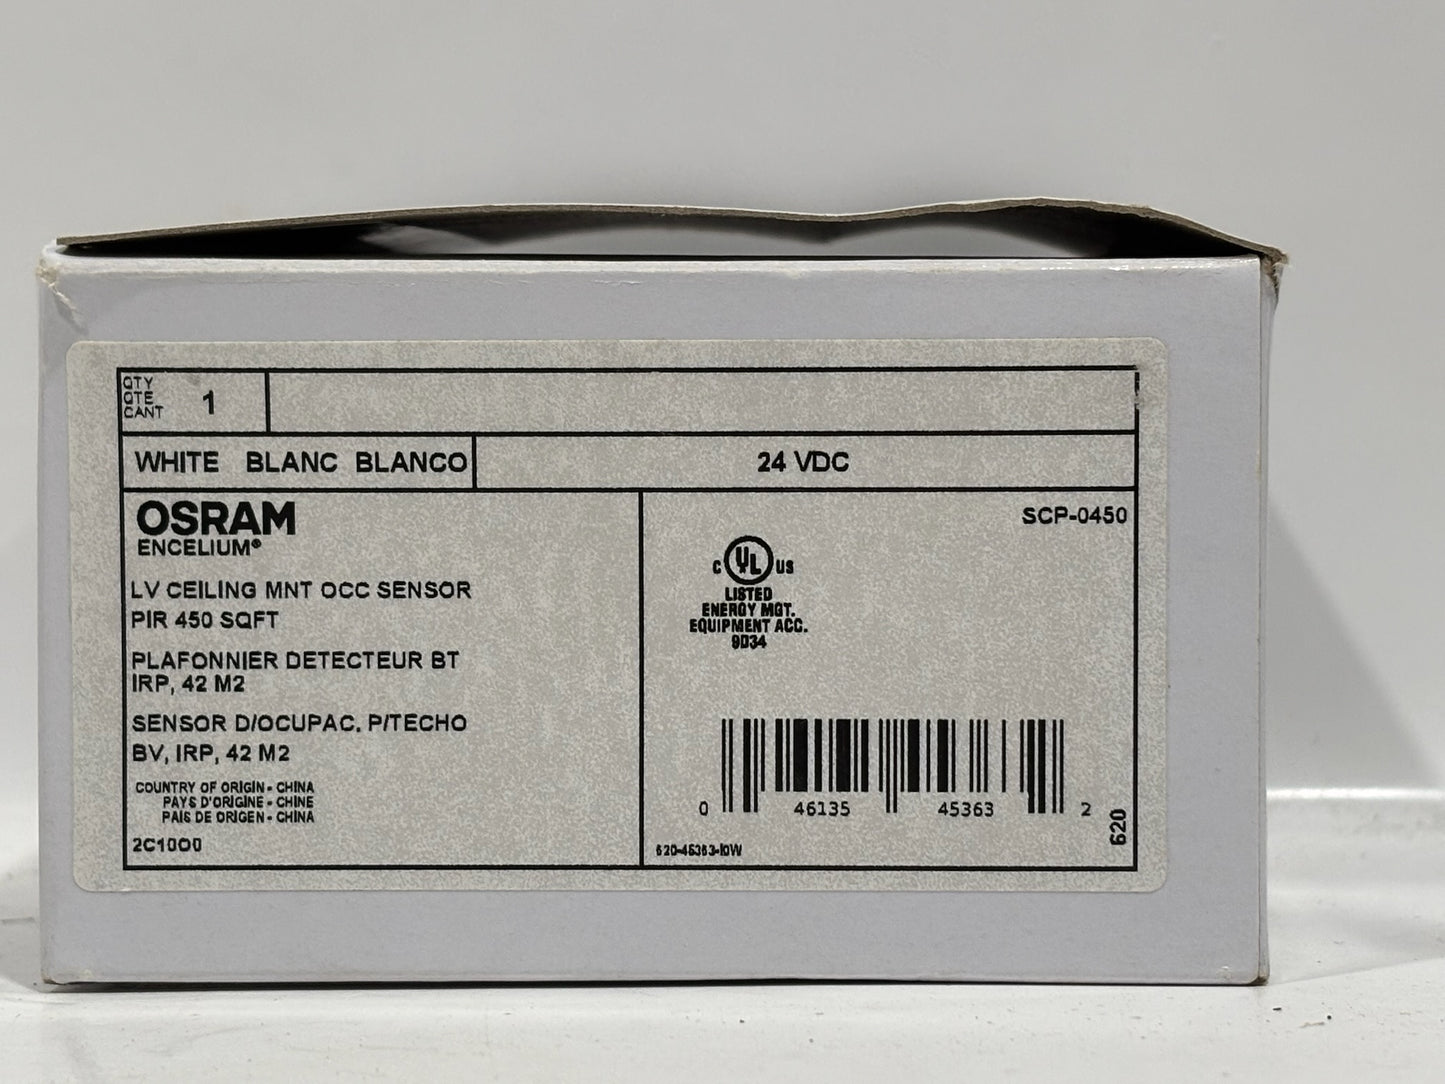 QTY
QTE
CANT
1
WHITE BLANC BLANCO
24 VDC
OSRAM
ENCELIUM®
LV CEILING MNT OCC SENSOR
PIR 450 SQFT
PLAFONNIER DETECTEUR BT
IRP, 42 M2
SENSOR D/OCUPAC. P/TECHO
BV, IRP, 42 M2
COUNTRY OF ORIGIN - CHINA
PAYS D'ORIGINE - CHINE
PAIS DE ORIGEN - CHINA
2C10O0
SCP-0450
C UL US
LISTED
ENERGY MGT.
EQUIPMENT ACC.
9D34
0 46135 45363 2
620
620-45363-I0W